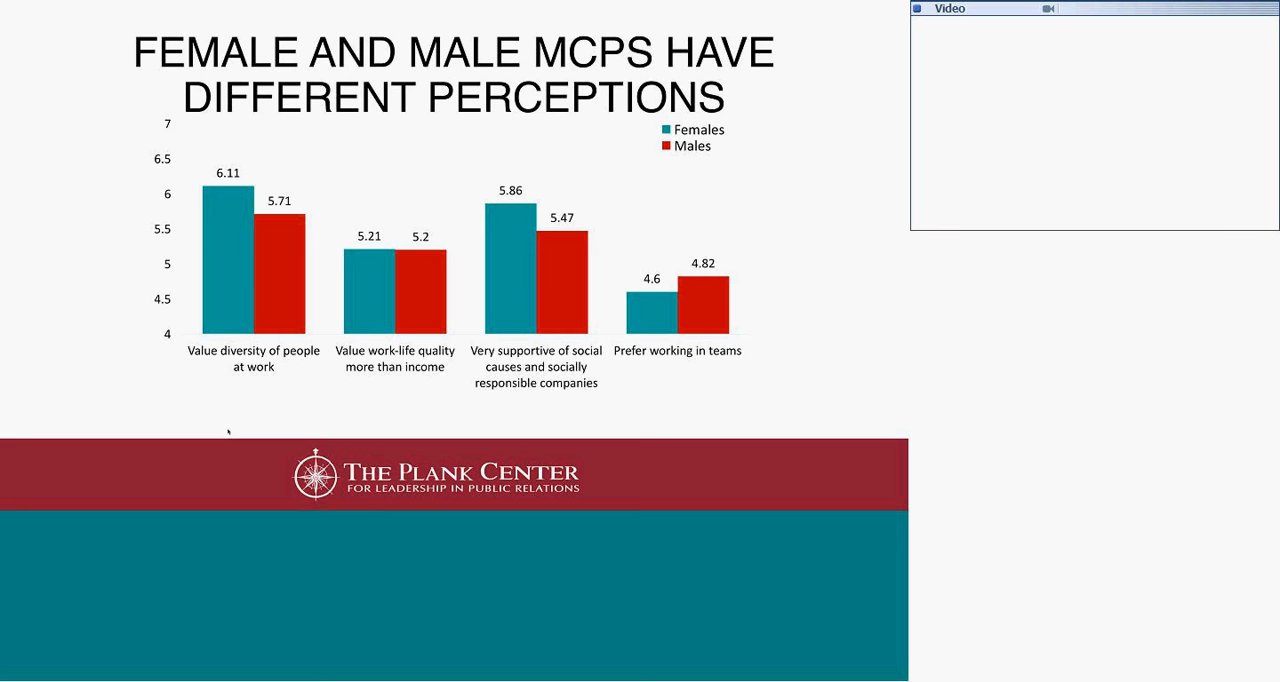 Video
FEMALE AND MALE MCPS HAVE
DIFFERENT PERCEPTIONS
7
6.5
6
5.5
5
4.5
4
Females
Males
6.11
5.71
5.21
5.2
5.86
5.47
4.6
4.82
Value diversity of people
at work
Value work-life quality
more than income
Very supportive of social
causes and socially
responsible companies
Prefer working in teams
THE PLANK CENTER
FOR LEADERSHIP IN PUBLIC RELATIONS